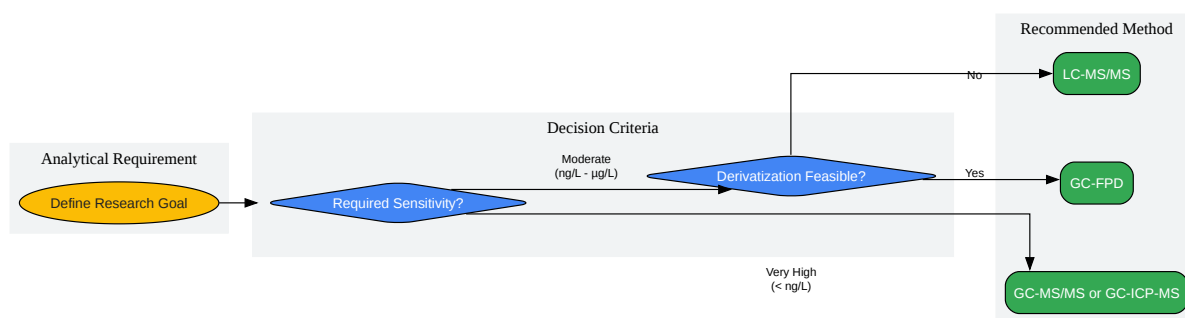 Analytical Requirement
Define Research Goal
Decision Criteria
Required Sensitivity?
Moderate
(ng/L - µg/L)
Derivatization Feasible?
Very High
(< ng/L)
No
Yes
Recommended Method
LC-MS/MS
GC-FPD
GC-MS/MS or GC-ICP-MS